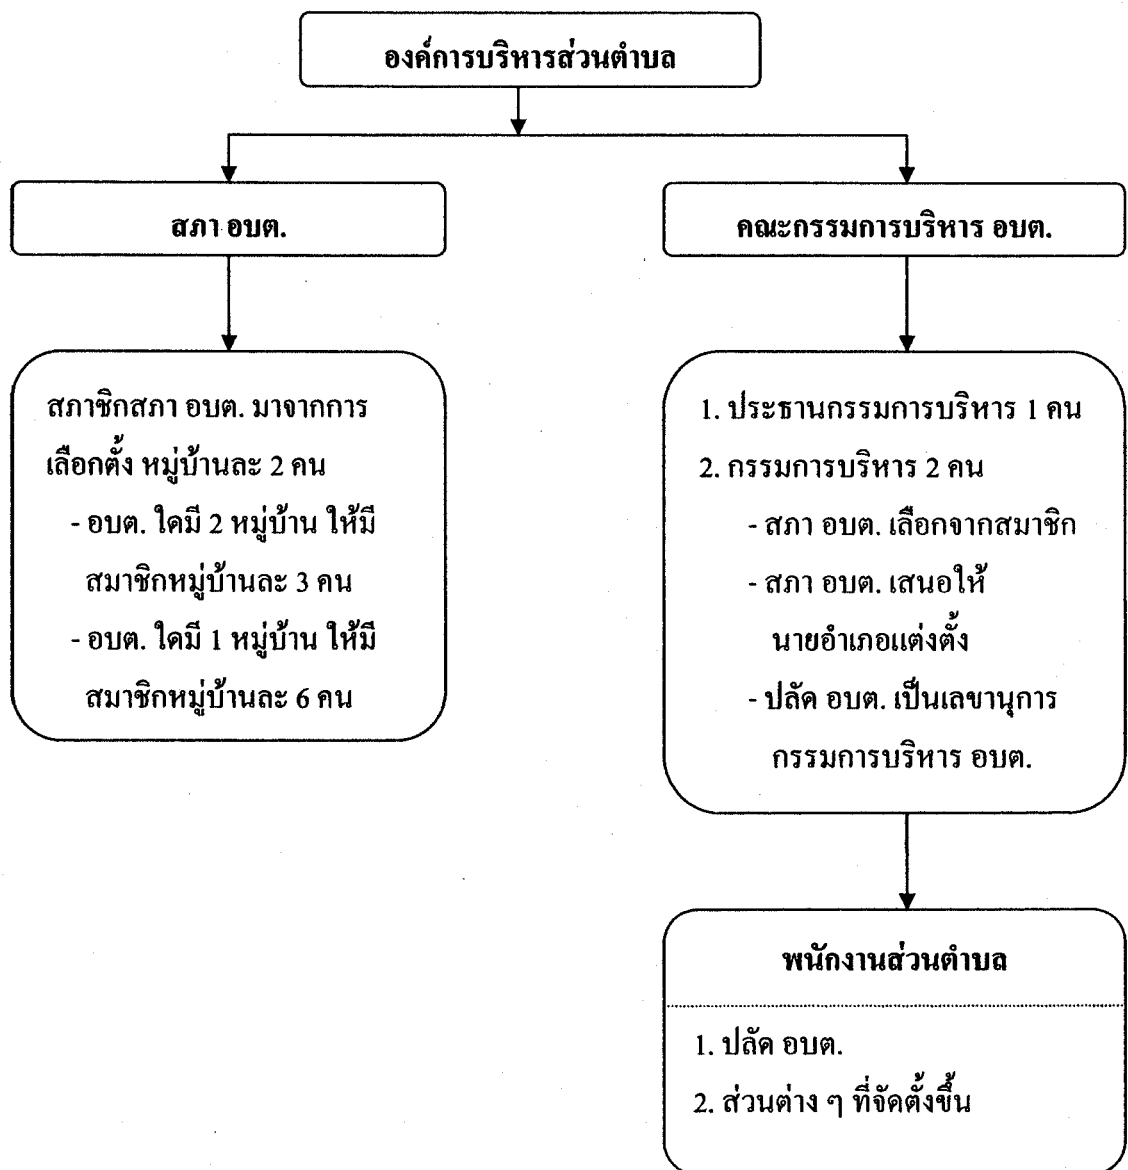 องค์การบริหารส่วนตำบล
สภา อบต.
สภาชิกสภา อบต. มาจากการ
เลือกตั้ง หมู่บ้านละ 2 คน
- อบต. ใดมี 2 หมู่บ้าน ให้มี
สมาชิกหมู่บ้านละ 3 คน
- อบต. ใดมี 1 หมู่บ้าน ให้มี
สมาชิกหมู่บ้านละ 6 คน
คณะกรรมการบริหาร อบต.
1. ประธานกรรมการบริหาร 1 คน
2. กรรมการบริหาร 2 คน
- สภา อบต. เลือกจากสมาชิก
- สภา อบต. เสนอให้
นายอำเภอแต่งตั้ง
- ปลัด อบต. เป็นเลขานุการ
กรรมการบริหาร อบต.
พนักงานส่วนตำบล
1. ปลัด อบต.
2. ส่วนต่าง ๆ ที่จัดตั้งขึ้น